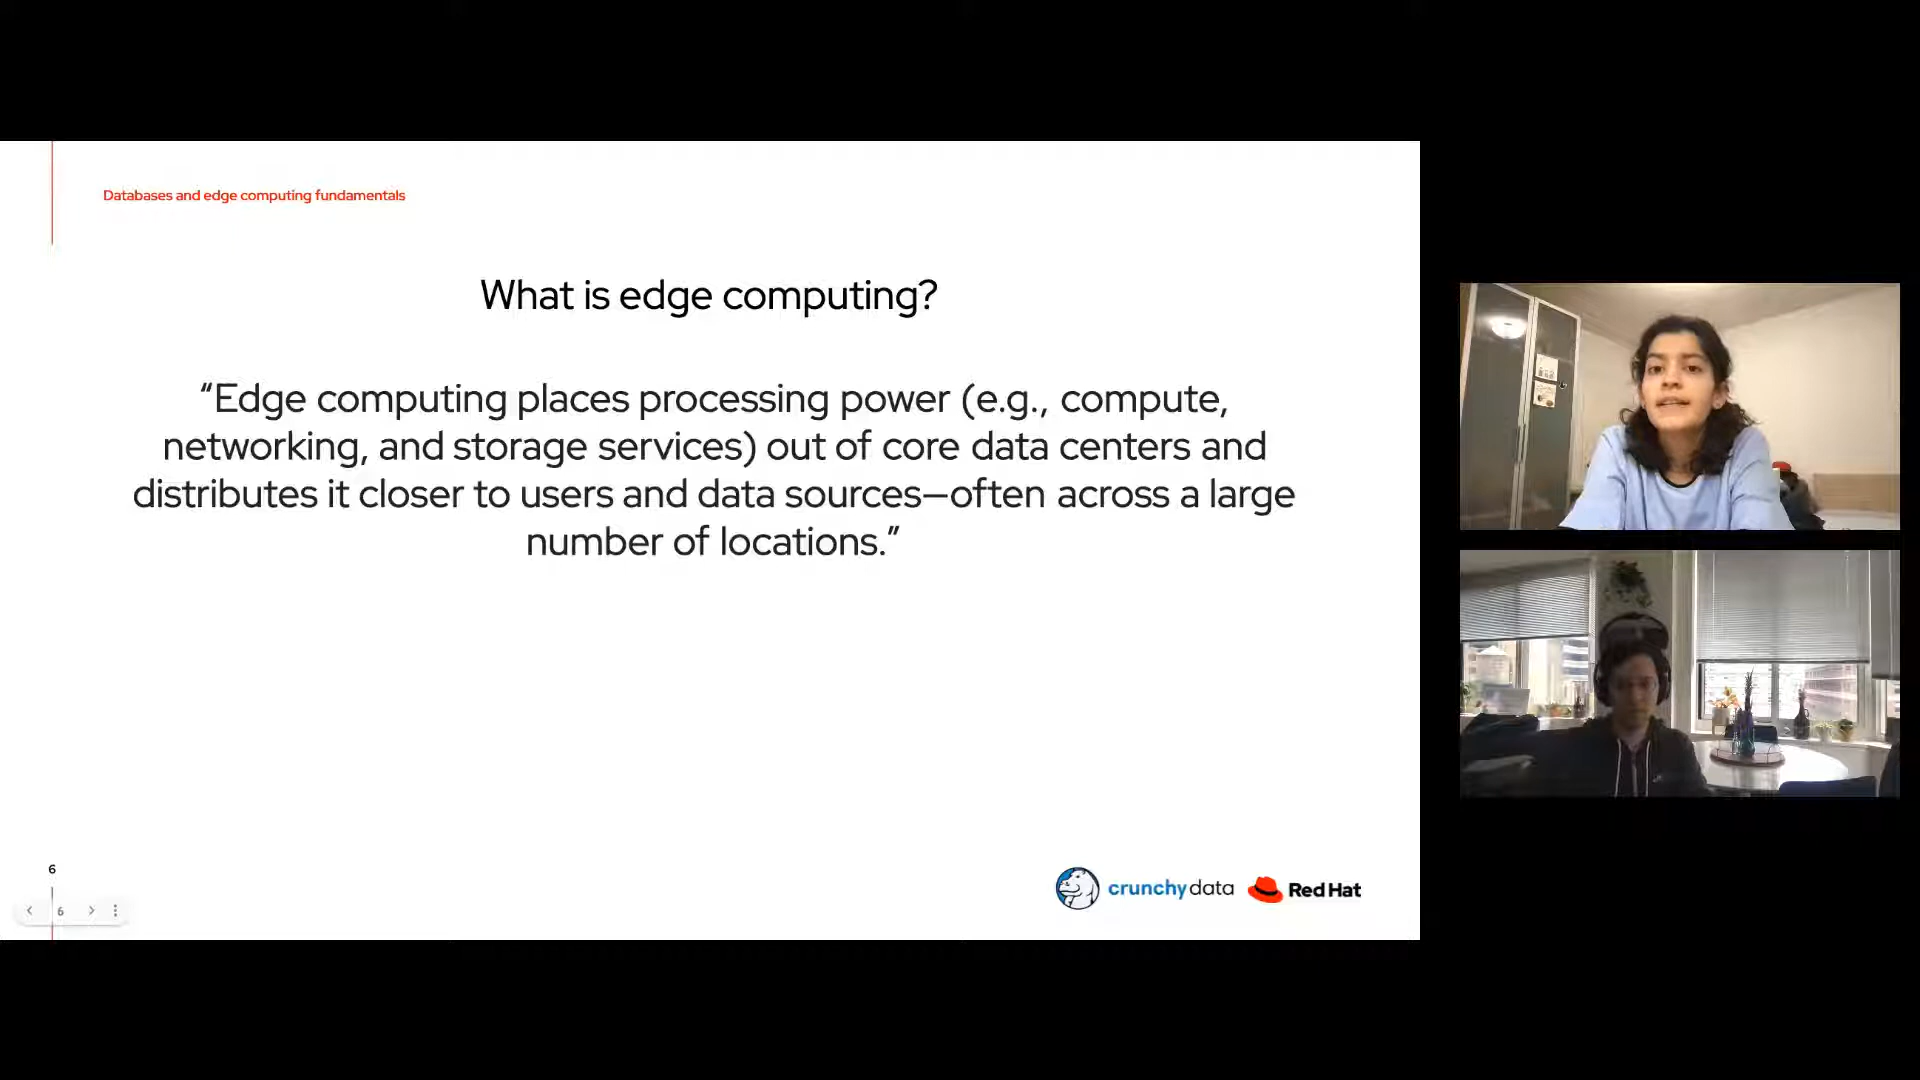 Databases and edge computing fundamentals
What is edge computing?
“Edge computing places processing power (e.g., compute,
networking, and storage services) out of core data centers and
distributes it closer to users and data sources—often across a large
number of locations.”
6
6
crunchydata
Red Hat